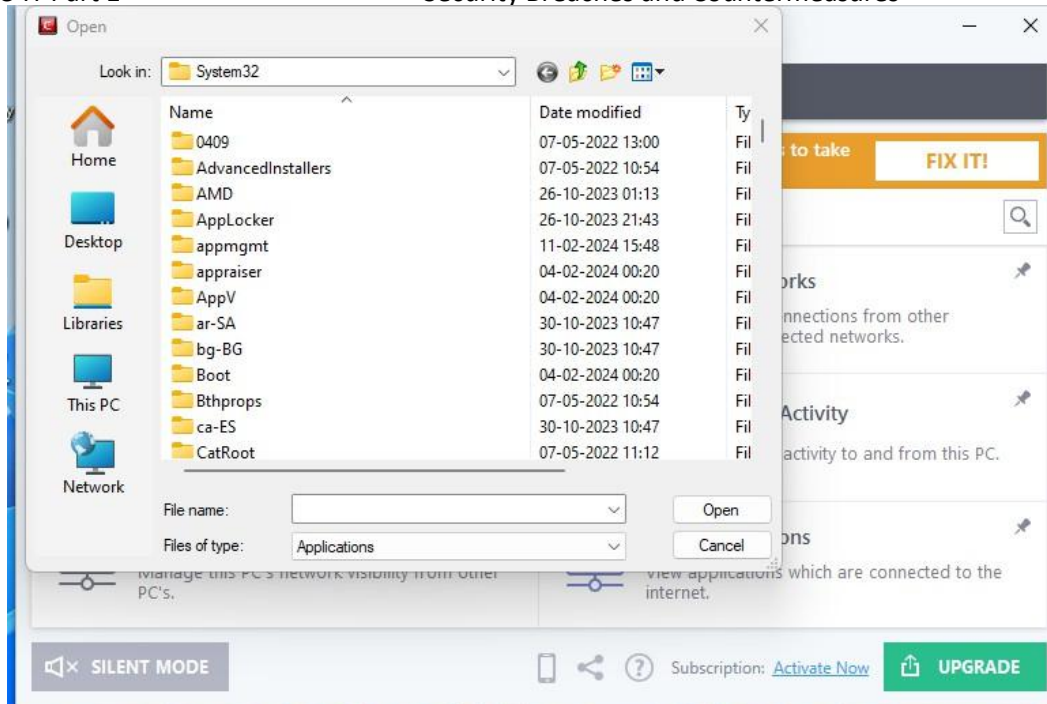 Security Breaches and Countermeasures
Open
Look in: System32
Name Date modified Ty
0409 07-05-2022 13:00 Fil
AdvancedInstallers 07-05-2022 10:54 Fil
AMD 26-10-2023 01:13 Fil
AppLocker 26-10-2023 21:43 Fil
appmgmt 11-02-2024 15:48 Fil
appraiser 04-02-2024 00:20 Fil
AppV 04-02-2024 00:20 Fil
ar-SA 30-10-2023 10:47 Fil
bg-BG 30-10-2023 10:47 Fil
Boot 04-02-2024 00:20 Fil
Bthprops 07-05-2022 10:54 Fil
ca-ES 30-10-2023 10:47 Fil
CatRoot 07-05-2022 11:12 Fil
Home
Desktop
Libraries
This PC
Network
File name:
Open
Files of type: Applications
Cancel
to take
FIX IT!
orks
nnections from other
ected networks.
Activity
activity to and from this PC.
ons
View applications which are connected to the
internet.
Manage this PC's network visibility from other
PC's.
SILENT MODE
Subscription: Activate Now
UPGRADE